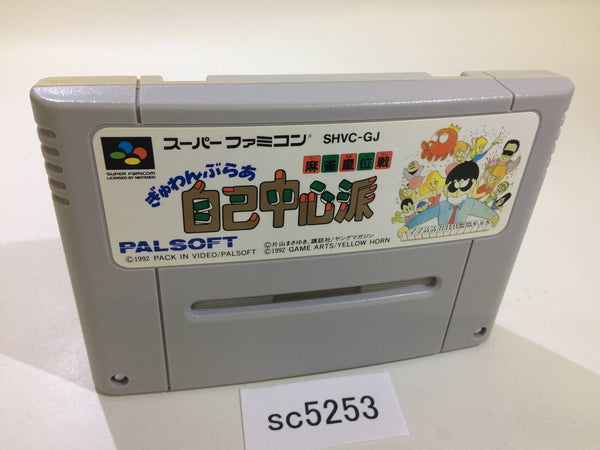 スーパーファミコン SHVC-GJ
SUPER FAMICOM
LICENSED BY NINTENDO
麻雀皇位戦
ぎゅわんぶらあ
自己中心派
PALSOFT
©1992 PACK IN VIDEO/PALSOFT
©片山まさゆき,講談社/ヤングマガジン
©1992 GAME ARTS/YELLOW HORN
sc5253